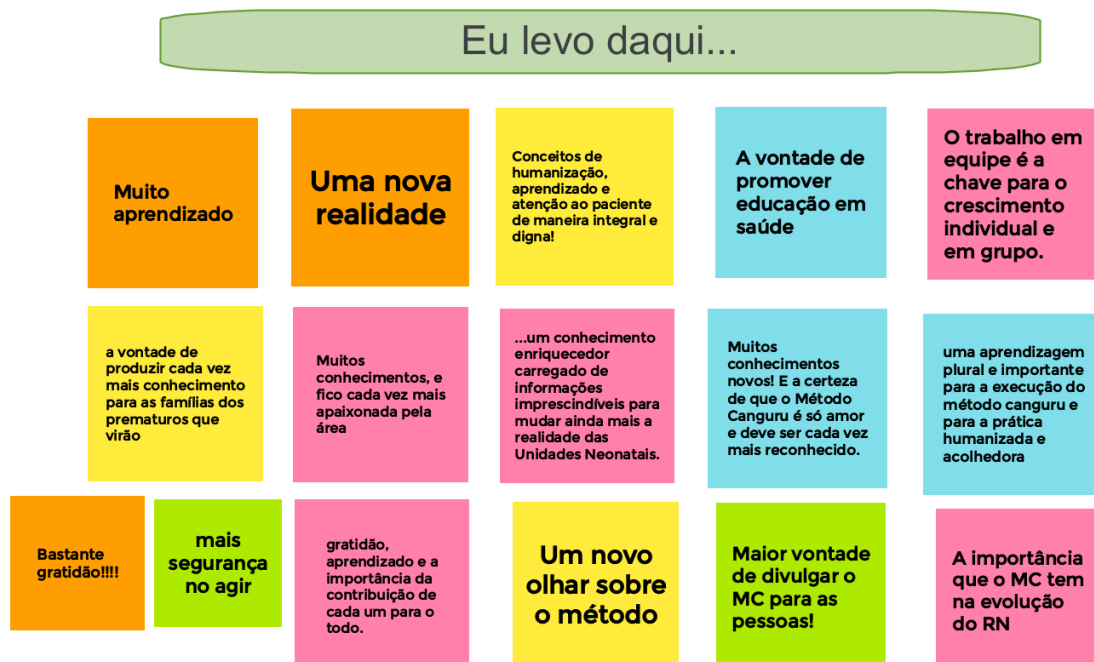 Eu levo daqui...
Muito
aprendizado
Uma nova
realidade
Conceitos de
humanização,
aprendizado e
atenção ao paciente
de maneira integral e
digna!
A vontade de
promover
educação em
saúde
O trabalho em
equipe é a
chave para o
crescimento
individual e
em grupo.
a vontade de
produzir cada vez
mais conhecimento
para as famílias dos
prematuros que
virão
Muitos
conhecimentos, e
fico cada vez mais
apaixonada pela
área
...um conhecimento
enriquecedor
carregado de
informações
imprescindíveis para
mudar ainda mais a
realidade das
Unidades Neonatais.
Muitos
conhecimentos
novos! E a certeza
de que o Método
Canguru é só amor
e deve ser cada vez
mais reconhecido.
uma aprendizagem
plural e importante
para a execução do
método canguru e
para a prática
humanizada e
acolhedora
Bastante
gratidão!!!!
mais
segurança
no agir
gratidão,
aprendizado e a
importância da
contribuição de
cada um para o
todo.
Um novo
olhar sobre
o método
Maior vontade
de divulgar o
MC para as
pessoas!
A importância
que o MC tem
na evolução
do RN